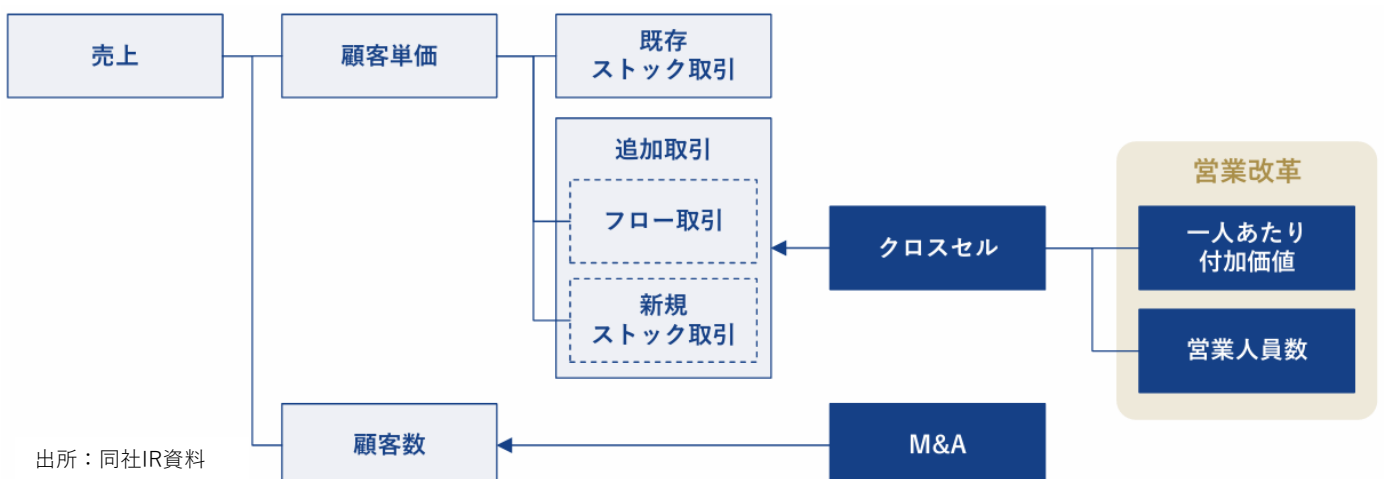 売上
顧客単価
既存
ストック取引
追加取引
フロー取引
新規
ストック取引
クロスセル
営業改革
一人あたり
付加価値
営業人員数
顧客数
M&A
出所：同社IR資料